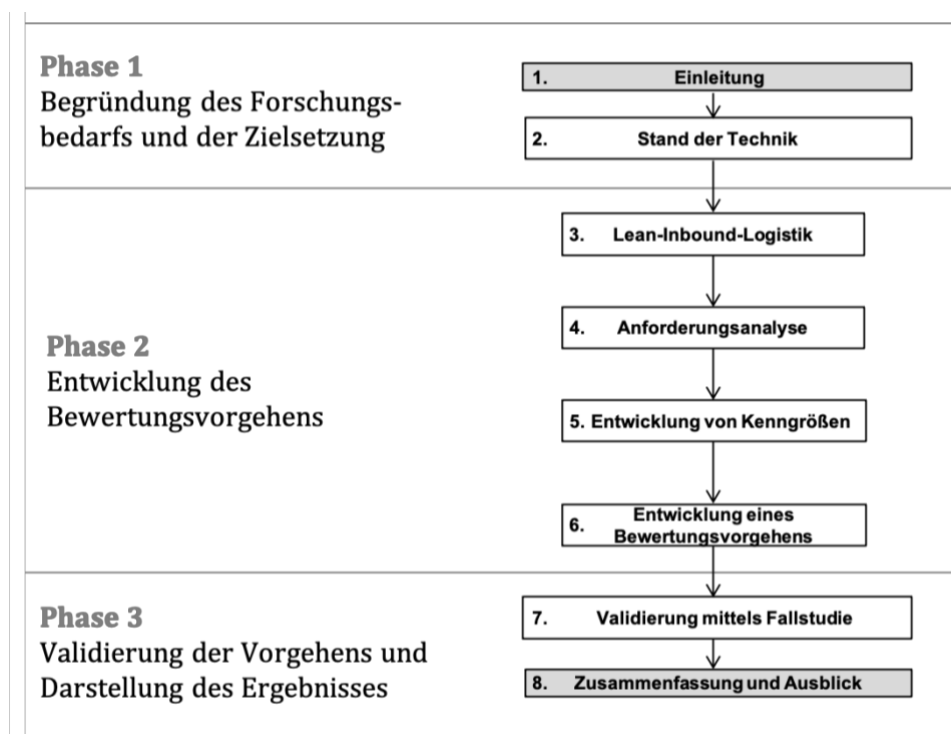 Phase 1
Begründung des Forschungs-
bedarfs und der Zielsetzung
1. Einleitung
2. Stand der Technik
Phase 2
Entwicklung des
Bewertungsvorgehens
3. Lean-Inbound-Logistik
4. Anforderungsanalyse
5. Entwicklung von Kenngrößen
6. Entwicklung eines
Bewertungsvorgehens
Phase 3
Validierung der Vorgehens und
Darstellung des Ergebnisses
7. Validierung mittels Fallstudie
8. Zusammenfassung und Ausblick